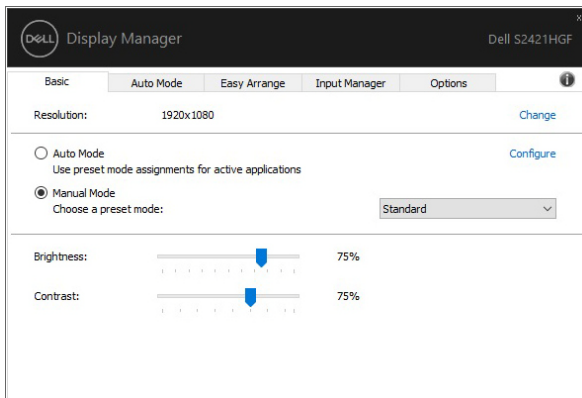 DELL Display Manager Dell S2421HGF
Basic Auto Mode Easy Arrange Input Manager Options
Resolution: 1920x1080 Change
Auto Mode Configure
Use preset mode assignments for active applications
Manual Mode
Choose a preset mode: Standard
Brightness: 75%
Contrast: 75%